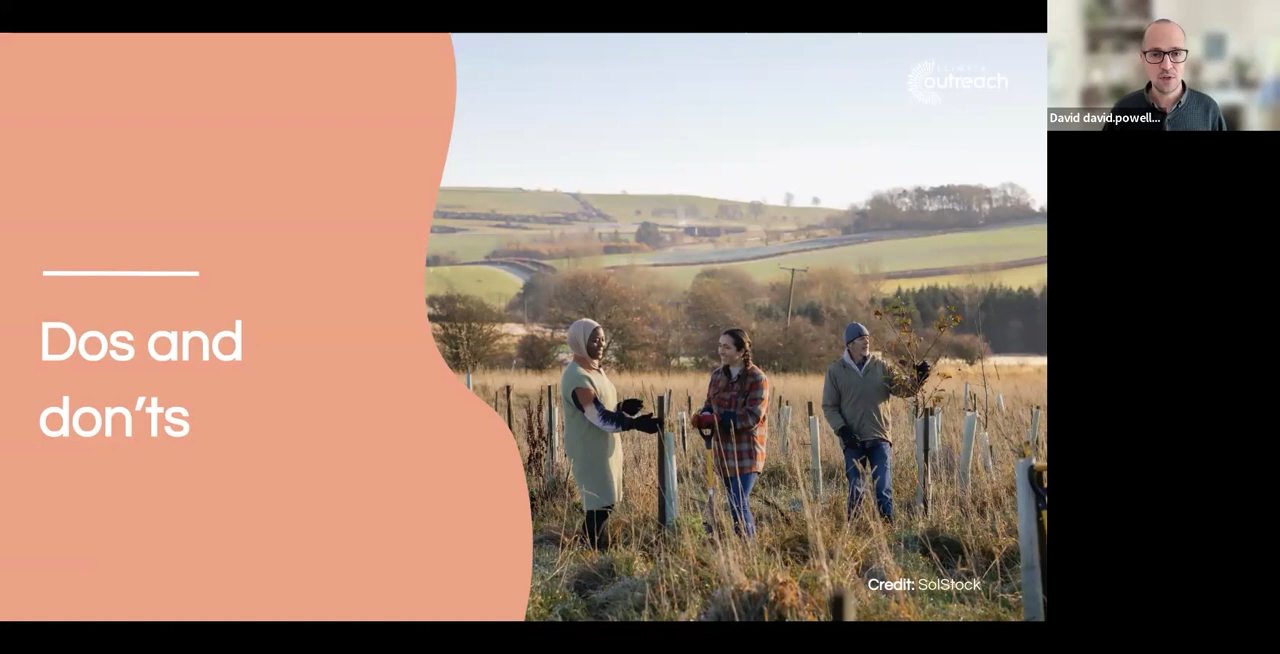 CLIMATE
outreach
David david.powell...
Dos and
don’ts
Credit: SolStock